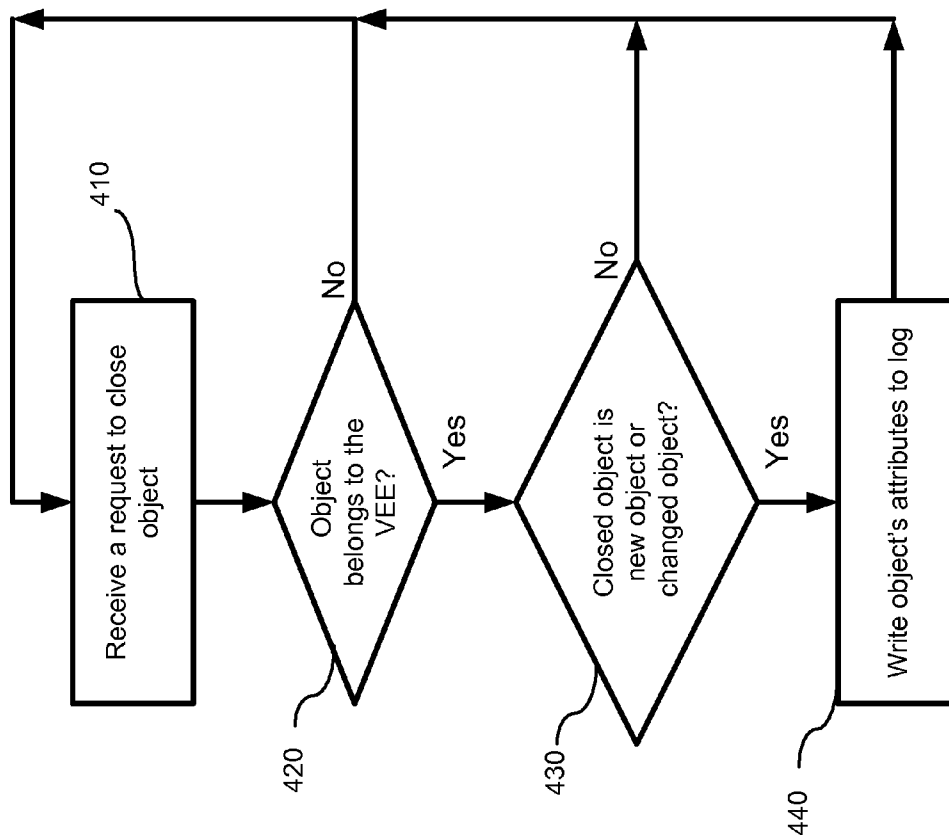 410
Receive a request to close
object
420
Object
belongs to the
VEE?
No
Yes
430
Closed object is
new object or
changed object?
No
Yes
440
Write object's attributes to log